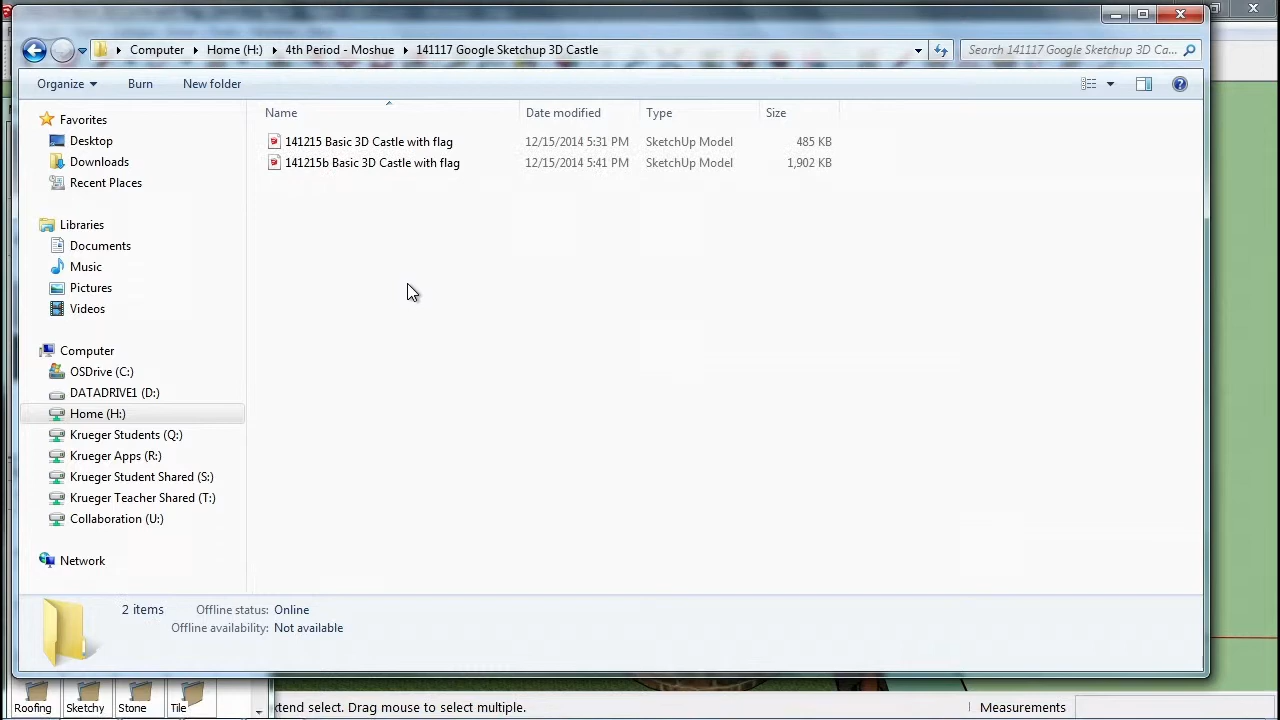 Computer Home (H:) 4th Period - Moshue 141117 Google Sketchup 3D Castle Search 141117 Google Sketchup 3D Ca...
Organize Burn New folder
Name Date modified Type Size
Favorites
Desktop
Downloads
Recent Places
Libraries
Documents
Music
Pictures
Videos
Computer
OSDrive (C:)
DATADRIVE1 (D:)
Home (H:)
Krueger Students (Q:)
Krueger Apps (R:)
Krueger Student Shared (S:)
Krueger Teacher Shared (T:)
Collaboration (U:)
Network
141215 Basic 3D Castle with flag 12/15/2014 5:31 PM SketchUp Model 485 KB
141215b Basic 3D Castle with flag 12/15/2014 5:41 PM SketchUp Model 1,902 KB
2 items Offline status: Online
Offline availability: Not available
Roofing Sketchy Stone Tile
xtend select. Drag mouse to select multiple. Measurements